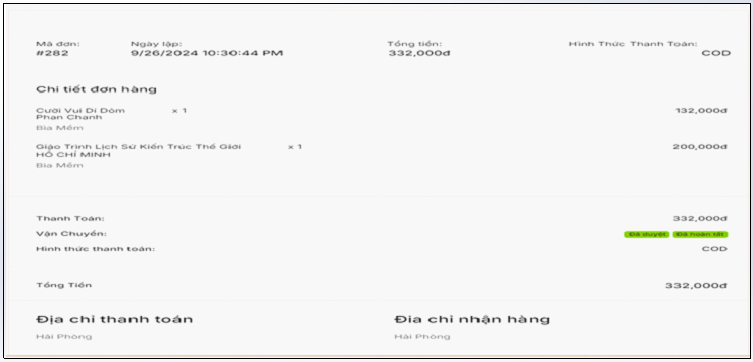 Mã đơn: Ngày lập: Tổng tiền: Hình Thức Thanh Toán:
#282 9/26/2024 10:30:44 PM 332,000đ COD
Chi tiết đơn hàng
Cười Vui Dí Dỏm x 1 132,000đ
Phan Chanh
Bìa Mềm
Giáo Trình Lịch Sử Kiến Trúc Thế Giới x 1 200,000đ
HỒ CHÍ MINH
Bìa Mềm
Thanh Toán: 332,000đ
Vận Chuyển: Đã duyệt Đã hoàn tất
Hình thức thanh toán: COD
Tổng Tiền 332,000đ
Địa chỉ thanh toán Đia chỉ nhận hàng
Hải Phòng Hải Phòng